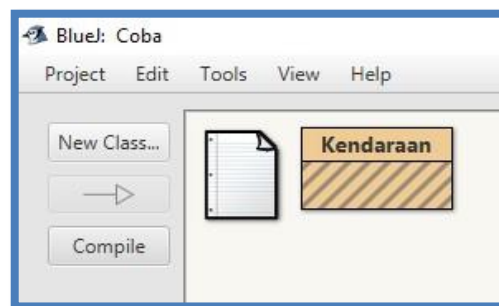 BlueJ: Coba
Project Edit Tools View Help
New Class...
Kendaraan
Compile